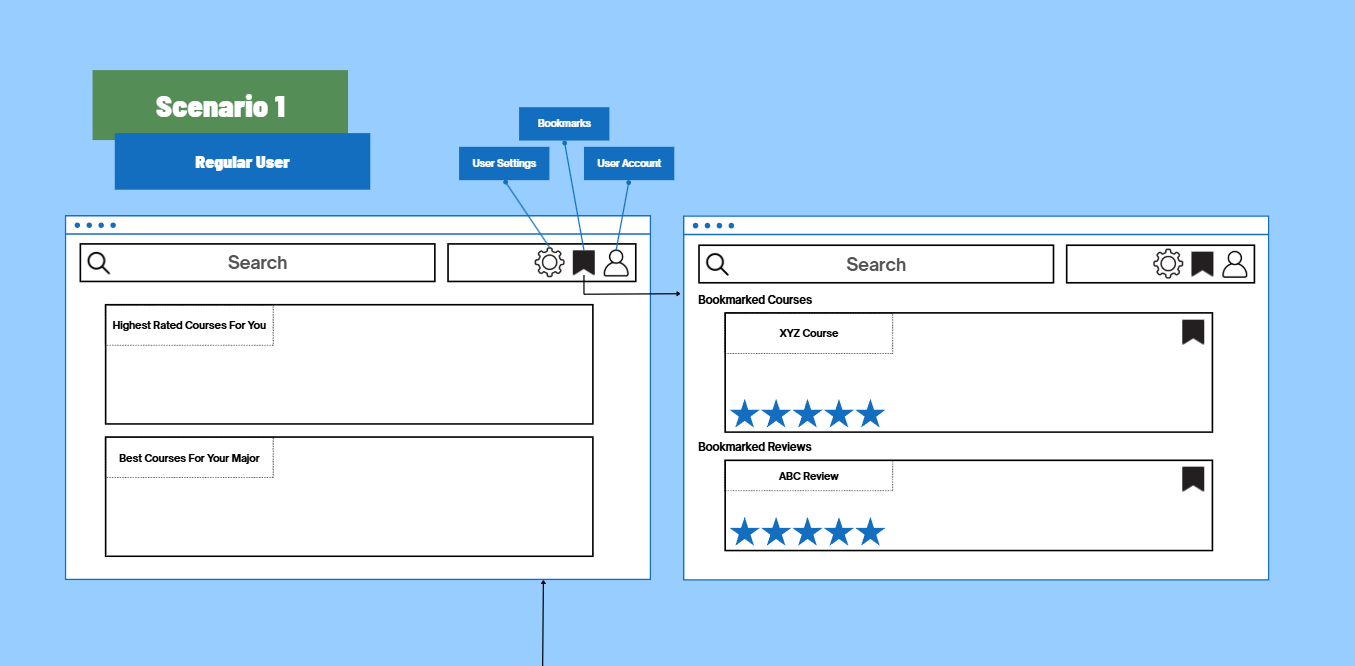 Scenario 1
Regular User
Bookmarks
User Settings
User Account
Search
Highest Rated Courses For You
Best Courses For Your Major
Search
Bookmarked Courses
XYZ Course
Bookmarked Reviews
ABC Review